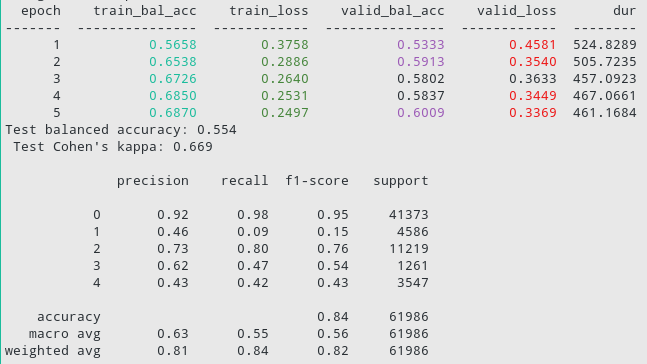 epoch train_bal_acc train_loss valid_bal_acc valid_loss dur
------- --------------- ------------ --------------- ------------ --------
1 0.5658 0.3758 0.5333 0.4581 524.8289
2 0.6538 0.2886 0.5913 0.3540 505.7235
3 0.6726 0.2640 0.5802 0.3633 457.0923
4 0.6850 0.2531 0.5837 0.3449 467.0661
5 0.6870 0.2497 0.6009 0.3369 461.1684
Test balanced accuracy: 0.554
Test Cohen's kappa: 0.669
precision recall f1-score support
0 0.92 0.98 0.95 41373
1 0.46 0.09 0.15 4586
2 0.73 0.80 0.76 11219
3 0.62 0.47 0.54 1261
4 0.43 0.42 0.43 3547
accuracy 0.84 61986
macro avg 0.63 0.55 0.56 61986
weighted avg 0.81 0.84 0.82 61986